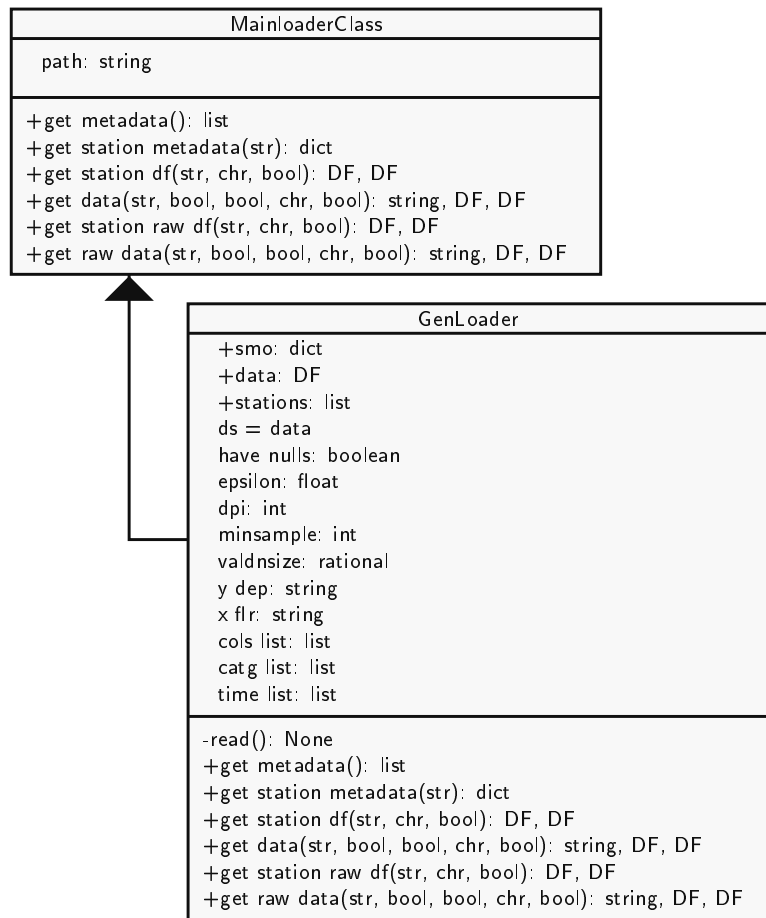 MainloaderClass
path: string
+get metadata(): list
+get station metadata(str): dict
+get station df(str, chr, bool): DF, DF
+get data(str, bool, bool, chr, bool): string, DF, DF
+get station raw df(str, chr, bool): DF, DF
+get raw data(str, bool, bool, chr, bool): string, DF, DF
GenLoader
+smo: dict
+data: DF
+stations: list
ds = data
have nulls: boolean
epsilon: float
dpi: int
minsample: int
valdnsize: rational
y dep: string
x flr: string
cols list: list
catg list: list
time list: list
-read(): None
+get metadata(): list
+get station metadata(str): dict
+get station df(str, chr, bool): DF, DF
+get data(str, bool, bool, chr, bool): string, DF, DF
+get station raw df(str, chr, bool): DF, DF
+get raw data(str, bool, bool, chr, bool): string, DF, DF